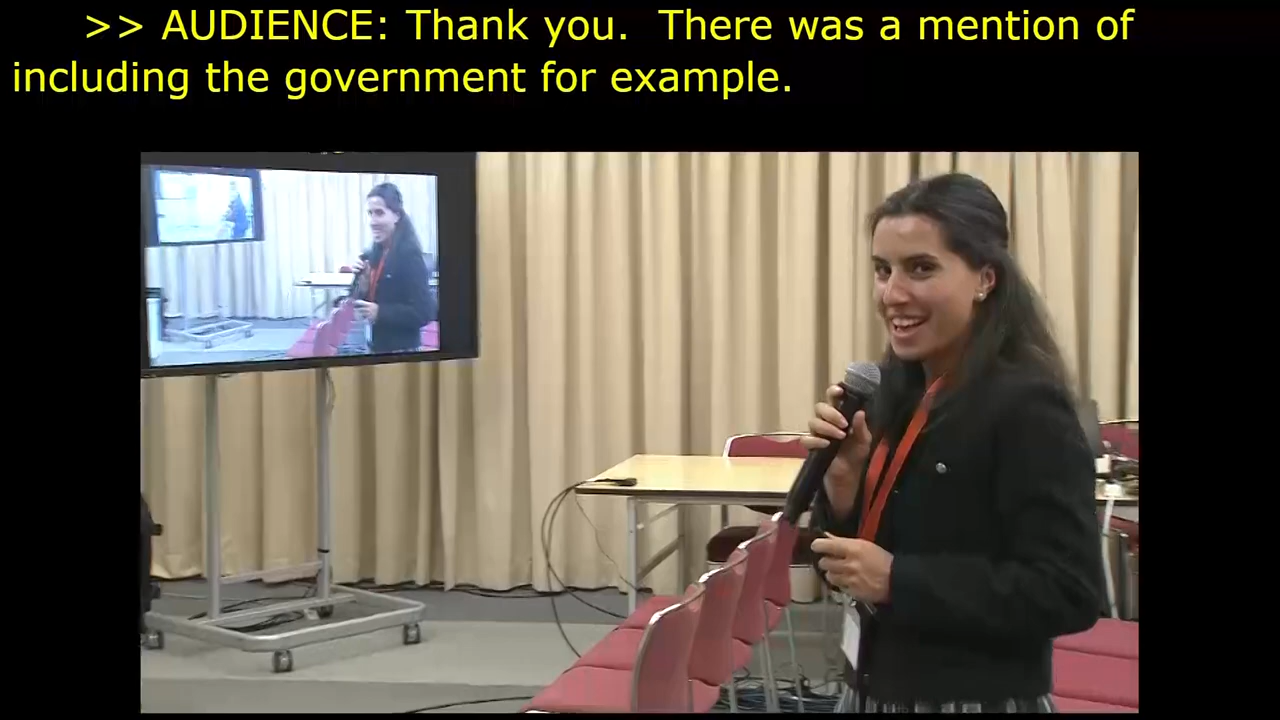 >> AUDIENCE: Thank you.  There was a mention of
including the government for example.